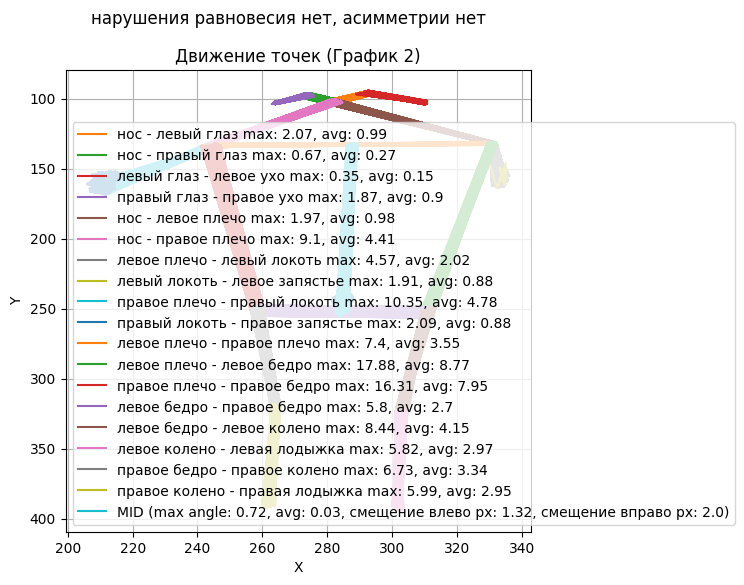 нарушения равновесия нет, асимметрии нет
Движение точек (График 2)
100
150
200
250
300
350
400
Y
нос - левый глаз max: 2.07, avg: 0.99
нос - правый глаз max: 0.67, avg: 0.27
левый глаз - левое ухо max: 0.35, avg: 0.15
правый глаз - правое ухо max: 1.87, avg: 0.9
нос - левое плечо max: 1.97, avg: 0.98
нос - правое плечо max: 9.1, avg: 4.41
левое плечо - левый локоть max: 4.57, avg: 2.02
левый локоть - левое запястье max: 1.91, avg: 0.88
правое плечо - правый локоть max: 10.35, avg: 4.78
правый локоть - правое запястье max: 2.09, avg: 0.88
левое плечо - правое плечо max: 7.4, avg: 3.55
левое плечо - левое бедро max: 17.88, avg: 8.77
правое плечо - правое бедро max: 16.31, avg: 7.95
левое бедро - правое бедро max: 5.8, avg: 2.7
левое бедро - левое колено max: 8.44, avg: 4.15
левое колено - левая лодыжка max: 5.82, avg: 2.97
правое бедро - правое колено max: 6.73, avg: 3.34
правое колено - правая лодыжка max: 5.99, avg: 2.95
MID (max angle: 0.72, avg: 0.03, смещение влево px: 1.32, смещение вправо px: 2.0)
200 220 240 260 280 300 320 340
X